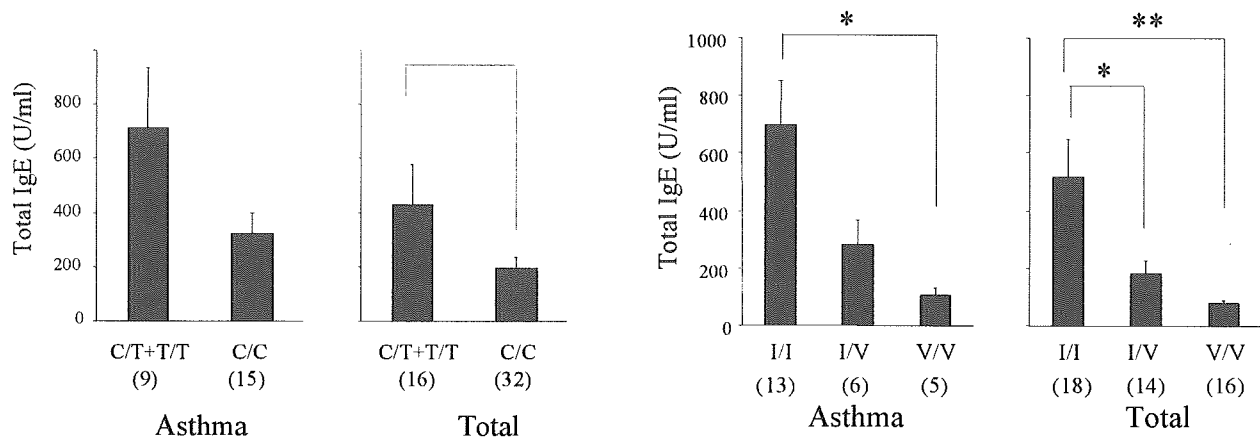 Total IgE (U/ml)
800
600
400
200
0
C/T+T/T C/C
(9) (15)
Asthma
C/T+T/T C/C
(16) (32)
Total
Total IgE (U/ml)
1000
800
600
400
200
0
*
I/I I/V V/V
(13) (6) (5)
Asthma
**
*
I/I I/V V/V
(18) (14) (16)
Total